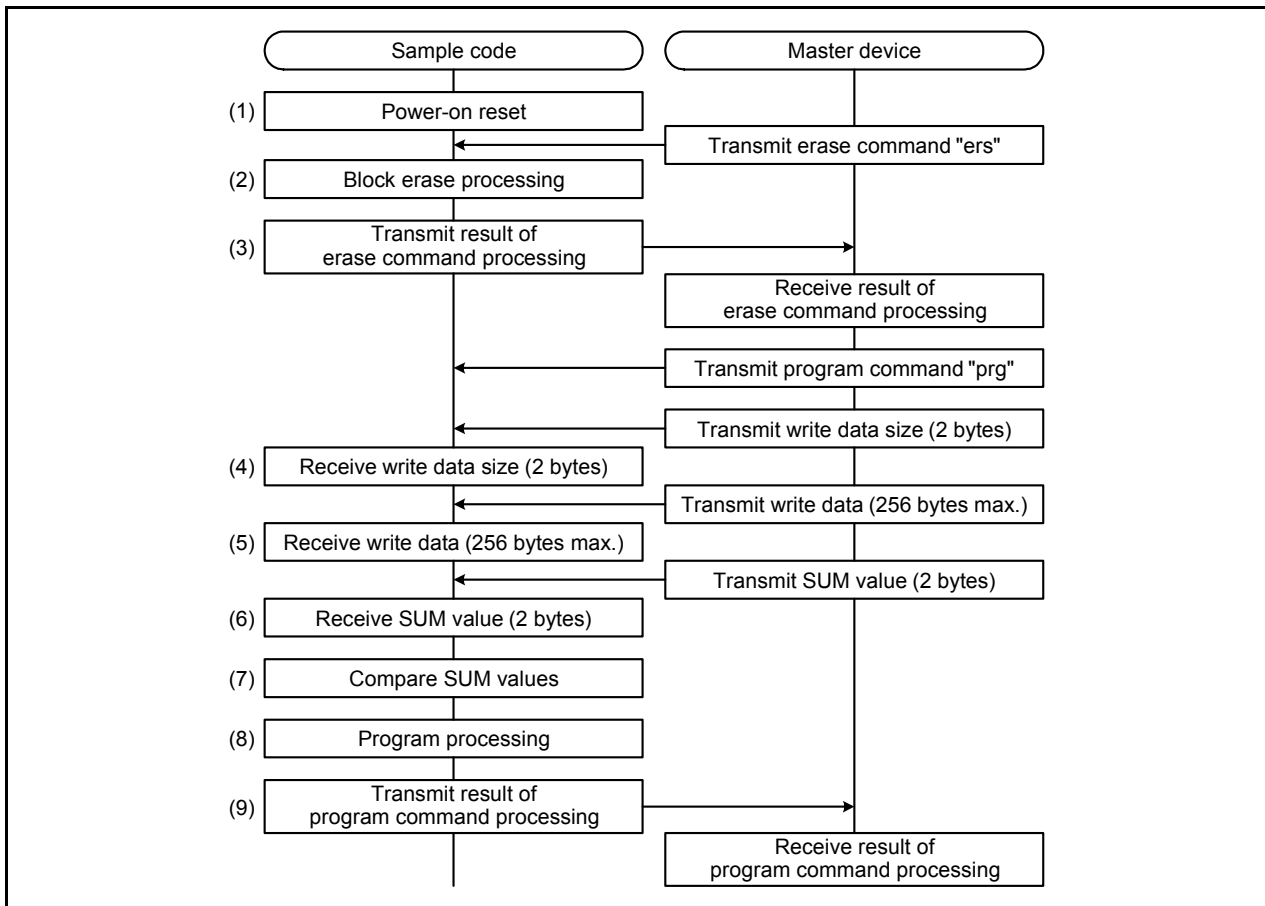 Sample code
Master device
(1)
Power-on reset
Transmit erase command "ers"
(2)
Block erase processing
(3)
Transmit result of
erase command processing
Receive result of
erase command processing
Transmit program command "prg"
Transmit write data size (2 bytes)
(4)
Receive write data size (2 bytes)
Transmit write data (256 bytes max.)
(5)
Receive write data (256 bytes max.)
Transmit SUM value (2 bytes)
(6)
Receive SUM value (2 bytes)
(7)
Compare SUM values
(8)
Program processing
(9)
Transmit result of
program command processing
Receive result of
program command processing